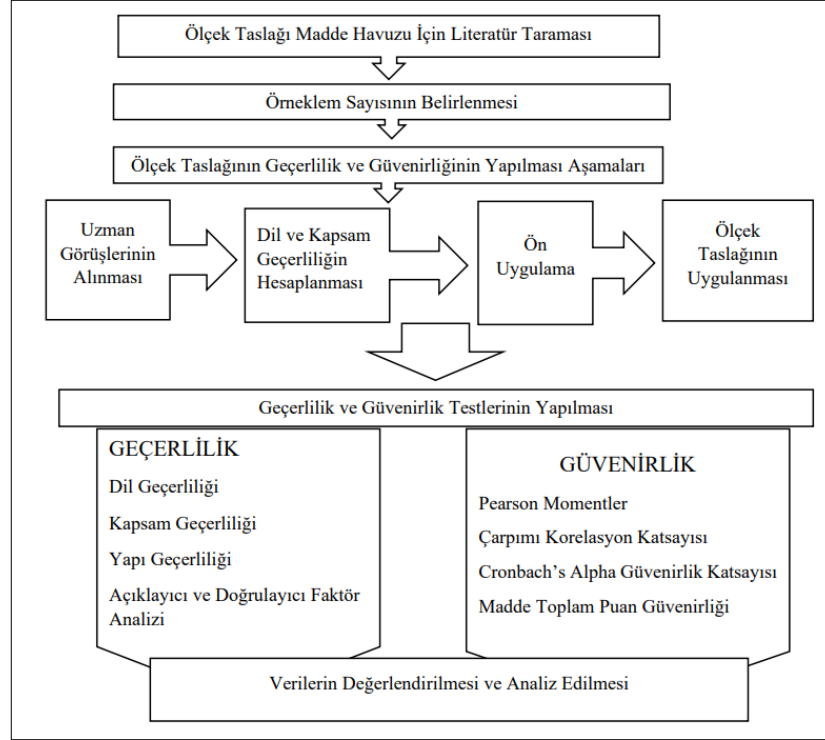 Ölçek Taslağı Madde Havuzu İçin Literatür Taraması
Örneklem Sayısının Belirlenmesi
Ölçek Taslağının Geçerlilik ve Güvenirliğinin Yapılması Aşamaları
Uzman
Görüşlerinin
Alınması
Dil ve Kapsam
Geçerliliğin
Hesaplanması
Ön
Uygulama
Ölçek
Taslağının
Uygulanması
Geçerlilik ve Güvenirlik Testlerinin Yapılması
GEÇERLİLİK
Dil Geçerliliği
Kapsam Geçerliliği
Yapı Geçerliliği
Açıklayıcı ve Doğrulayıcı Faktör
Analizi
GÜVENİRLİK
Pearson Momentler
Çarpımı Korelasyon Katsayısı
Cronbach’s Alpha Güvenirlik Katsayısı
Madde Toplam Puan Güvenirliği
Verilerin Değerlendirilmesi ve Analiz Edilmesi